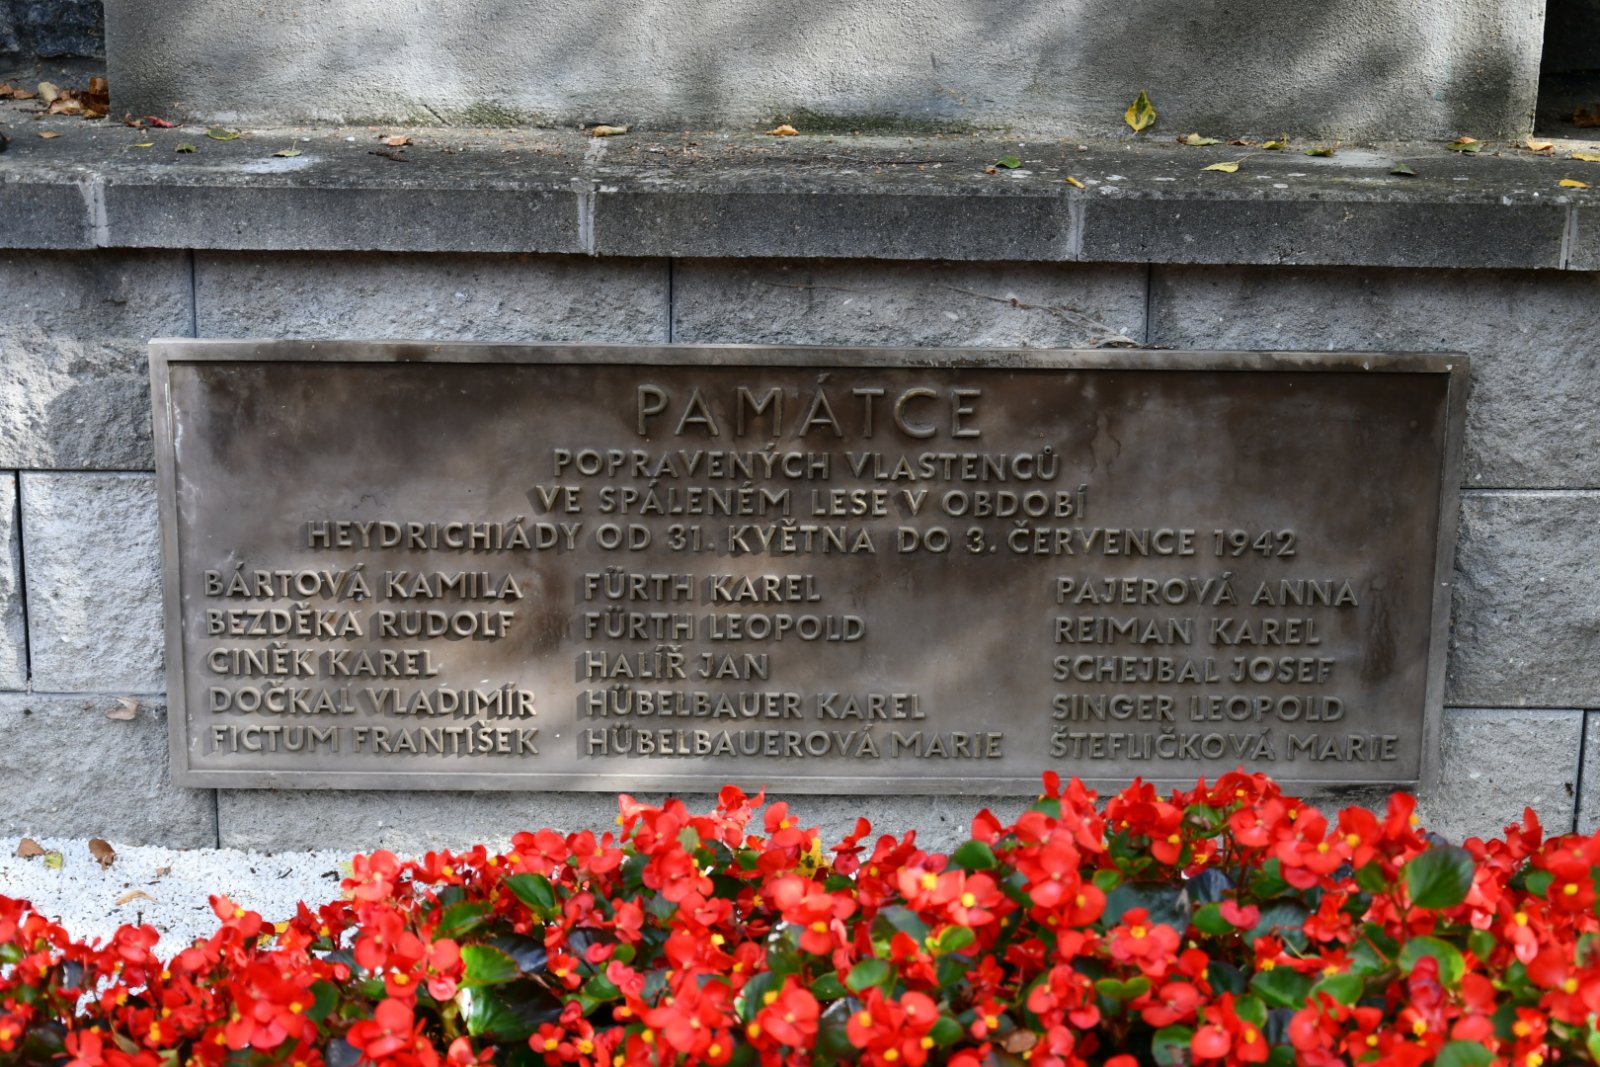 PAMÁTCE
POPRAVENÝCH VLASTENCŮ
VE SPÁLENÉM LESE V OBDOBÍ
HEYDRICHIÁDY OD 31. KVĚTNA DO 3. ČERVENCE 1942
BÁRTOVÁ KAMILA
BEZDĚKA RUDOLF
CINĚK KAREL
DOČKAL VLADIMÍR
FICTUM FRANTIŠEK
FÜRTH KAREL
FÜRTH LEOPOLD
HALÍŘ JAN
HÜBELBAUER KAREL
HÜBELBAUEROVÁ MARIE
PAJEROVÁ ANNA
REIMAN KAREL
SCHEJBAL JOSEF
SINGER LEOPOLD
ŠTEFLIČKOVÁ MARIE